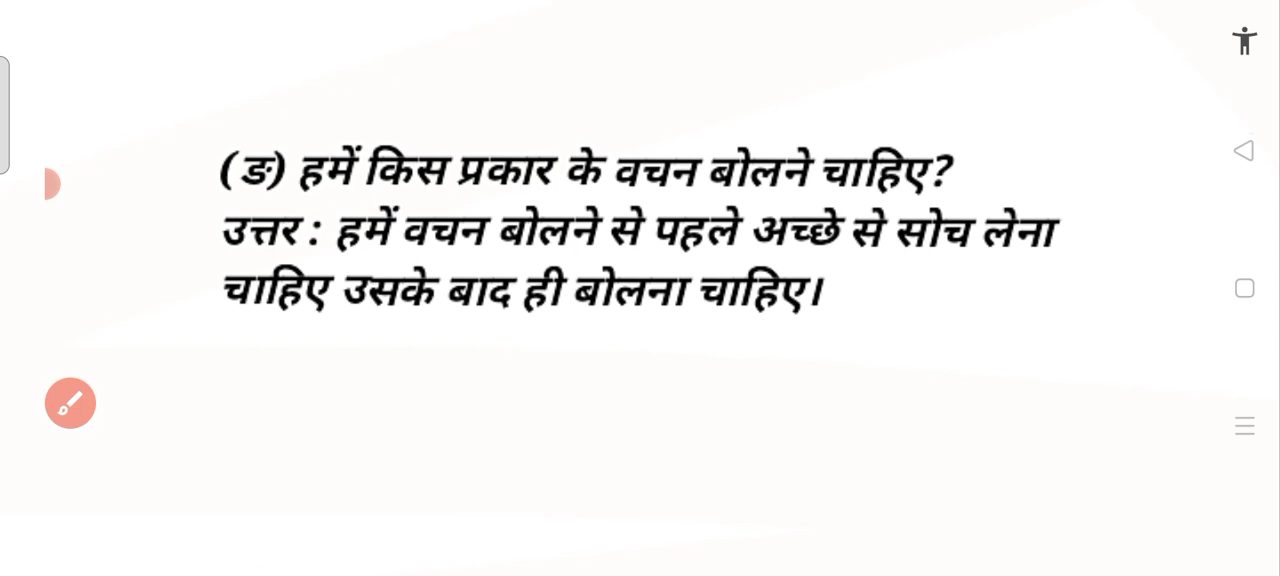 (ङ) हमें किस प्रकार के वचन बोलने चाहिए?
उत्तर : हमें वचन बोलने से पहले अच्छे से सोच लेना
चाहिए उसके बाद ही बोलना चाहिए।